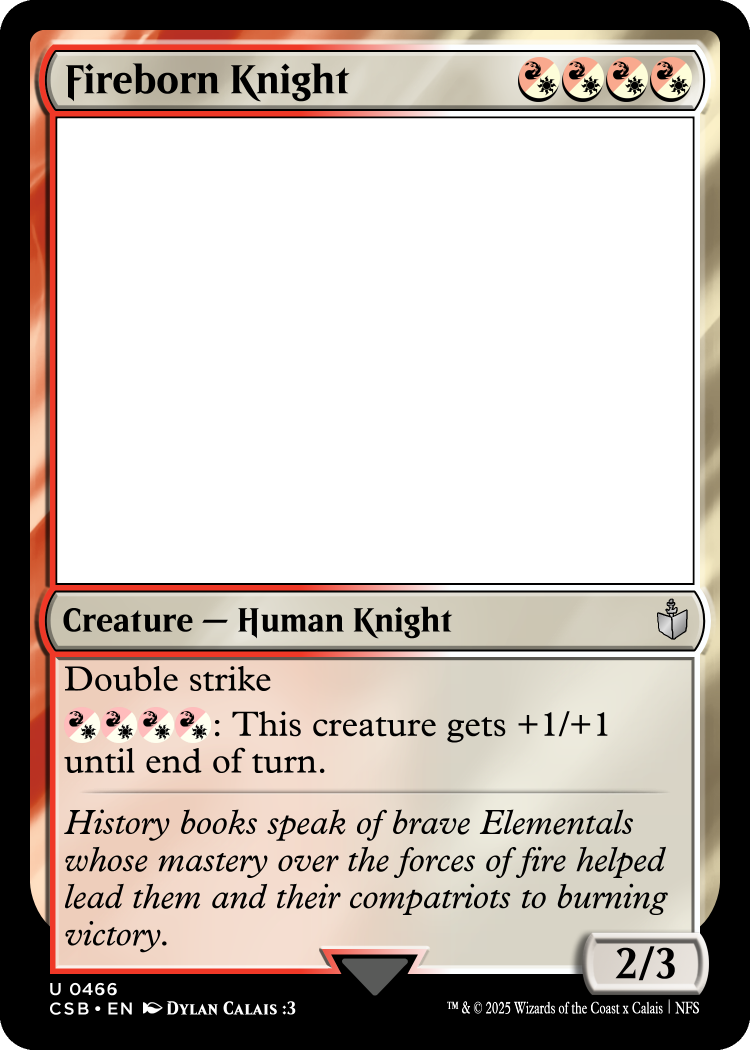 Fireborn Knight
Creature — Human Knight
Double strike
: This creature gets +1/+1
until end of turn.
History books speak of brave Elementals
whose mastery over the forces of fire helped
lead them and their compatriots to burning
victory.
2/3
U 0466
CSB • EN DYLAN CALAIS :3
™ & © 2025 Wizards of the Coast x Calais | NFS